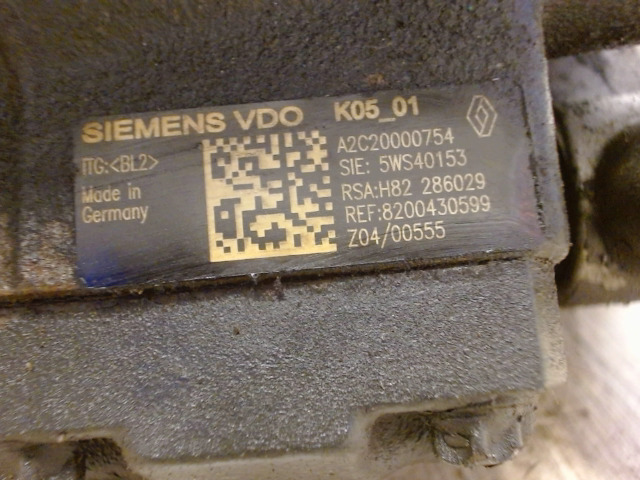 SIEMENS VDO K05_01
ITG:<BL2>
Made in
Germany
A2C20000754
SIE: 5WS40153
RSA:H82 286029
REF:8200430599
Z04/00555